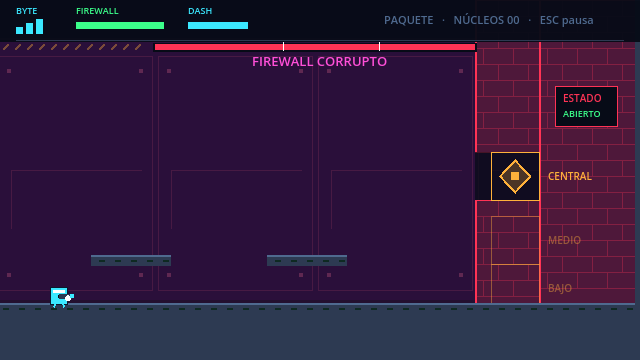 BYTE
FIREWALL
DASH
PAQUETE · NÚCLEOS 00 · ESC pausa
FIREWALL CORRUPTO
ESTADO
ABIERTO
CENTRAL
MEDIO
BAJO